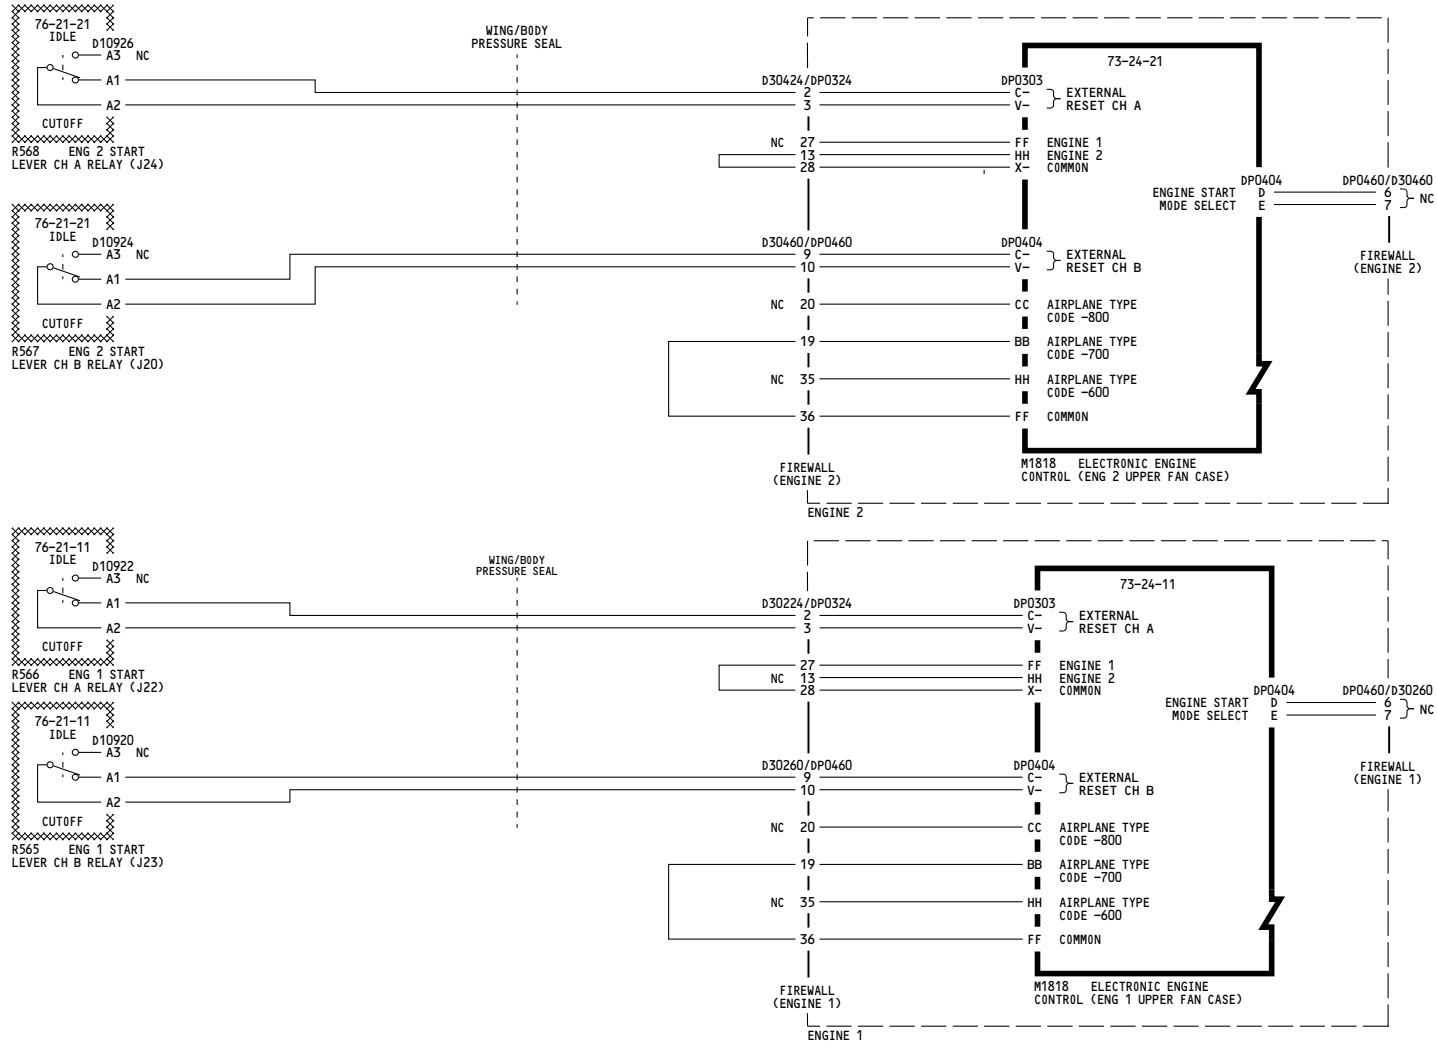 76-21-21
IDLE
D10926
A3 NC
A1
A2
CUTOFF
R568 ENG 2 START
LEVER CH A RELAY (J24)
76-21-21
IDLE
D10924
A3 NC
A1
A2
CUTOFF
R567 ENG 2 START
LEVER CH B RELAY (J20)
WING/BODY
PRESSURE SEAL
D30424/DP0324
2
3
NC 27
13
28
D30460/DP0460
9
10
NC 20
19
NC 35
36
FIREWALL
(ENGINE 2)
ENGINE 2
73-24-21
DP0303
C- EXTERNAL
V- RESET CH A
FF ENGINE 1
HH ENGINE 2
X- COMMON
DP0404
C- EXTERNAL
V- RESET CH B
CC AIRPLANE TYPE
CODE -800
BB AIRPLANE TYPE
CODE -700
HH AIRPLANE TYPE
CODE -600
FF COMMON
M1818 ELECTRONIC ENGINE
CONTROL (ENG 2 UPPER FAN CASE)
DP0404
ENGINE START D
MODE SELECT E
DP0460/D30460
6
7
NC
FIREWALL
(ENGINE 2)
76-21-11
IDLE
D10922
A3 NC
A1
A2
CUTOFF
R566 ENG 1 START
LEVER CH A RELAY (J22)
76-21-11
IDLE
D10920
A3 NC
A1
A2
CUTOFF
R565 ENG 1 START
LEVER CH B RELAY (J23)
WING/BODY
PRESSURE SEAL
D30224/DP0324
2
3
27
NC 13
28
D30260/DP0460
9
10
NC 20
19
NC 35
36
FIREWALL
(ENGINE 1)
ENGINE 1
73-24-11
DP0303
C- EXTERNAL
V- RESET CH A
FF ENGINE 1
HH ENGINE 2
X- COMMON
DP0404
C- EXTERNAL
V- RESET CH B
CC AIRPLANE TYPE
CODE -800
BB AIRPLANE TYPE
CODE -700
HH AIRPLANE TYPE
CODE -600
FF COMMON
M1818 ELECTRONIC ENGINE
CONTROL (ENG 1 UPPER FAN CASE)
DP0404
ENGINE START D
MODE SELECT E
DP0460/D30260
6
7
NC
FIREWALL
(ENGINE 1)